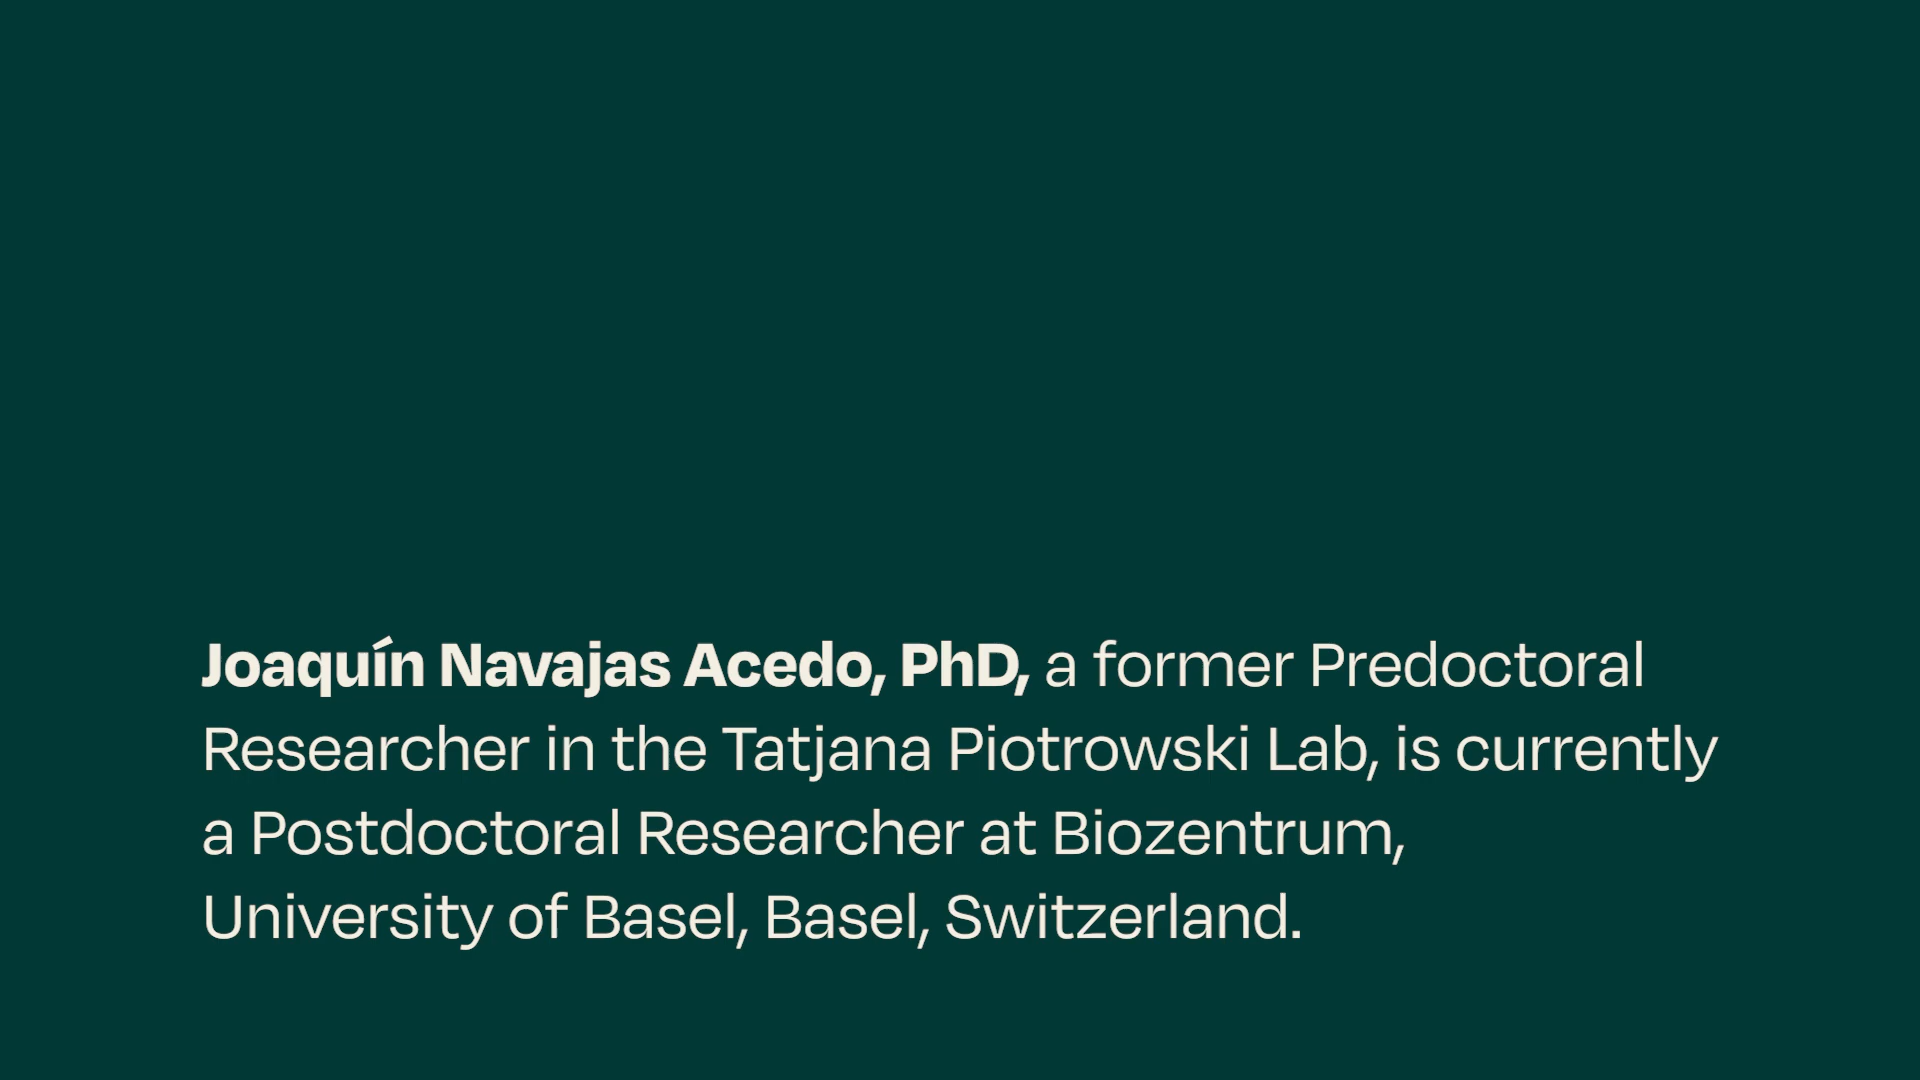 Joaquín Navajas Acedo, PhD, a former Predoctoral
Researcher in the Tatjana Piotrowski Lab, is currently
a Postdoctoral Researcher at Biozentrum,
University of Basel, Basel, Switzerland.